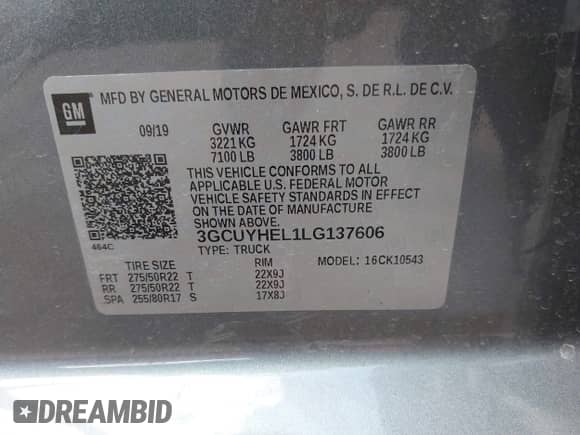 GM
MFD BY GENERAL MOTORS DE MEXICO, S. DE R.L. DE C.V.
09/19 GVWR GAWR FRT GAWR RR
3221 KG 1724 KG 1724 KG
7100 LB 3800 LB 3800 LB
THIS VEHICLE CONFORMS TO ALL
APPLICABLE U.S. FEDERAL MOTOR
VEHICLE SAFETY STANDARDS IN EFFECT
ON THE DATE OF MANUFACTURE
SHOWN ABOVE.
464C
3GCUYHEL1LG137606
TYPE: TRUCK
MODEL: 16CK10543
TIRE SIZE RIM
FRT 275/50R22 T 22X9J
RR 275/50R22 T 22X9J
SPA 255/80R17 S 17X8J
DREAMBID